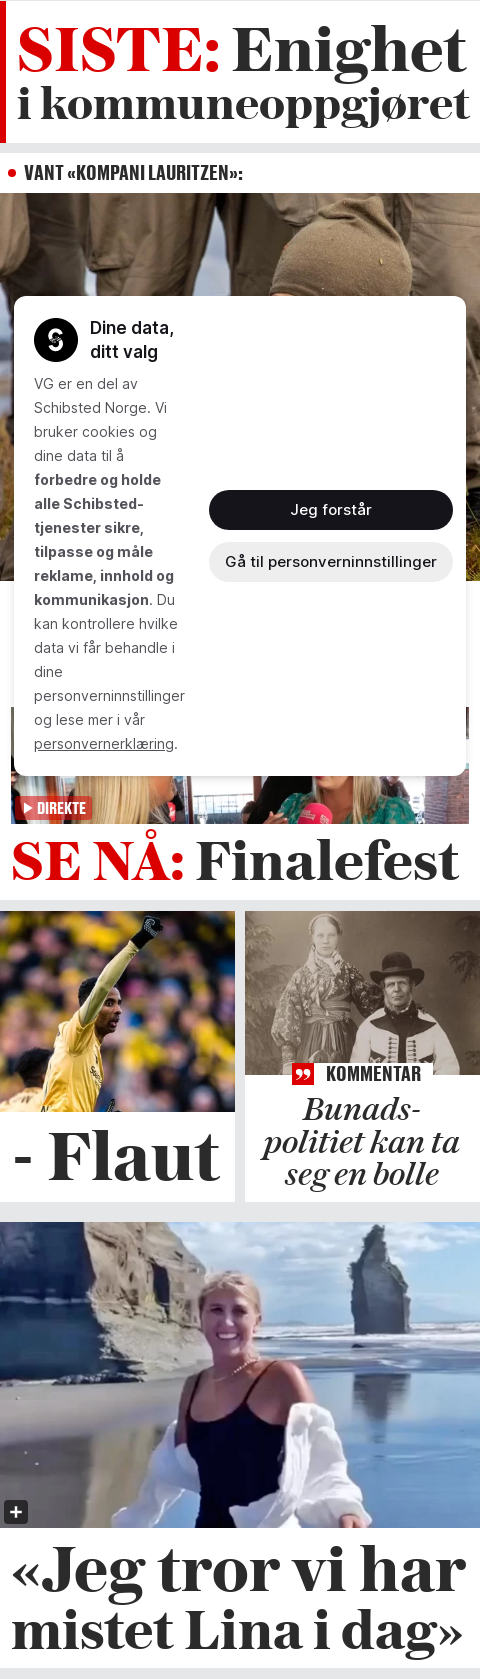 SISTE: Enighet
i kommuneoppgjøret
VANT «KOMPANI LAURITZEN»:
Dine data,
ditt valg
VG er en del av
Schibsted Norge. Vi
bruker cookies og
dine data til å
forbedre og holde
alle Schibsted-
tjenester sikre,
tilpasse og måle
reklame, innhold og
kommunikasjon. Du
kan kontrollere hvilke
data vi får behandle i
dine
personverninnstillinger
og lese mer i vår
personvernerklæring.
Jeg forstår
Gå til personverninnstillinger
DIREKTE
SE NÅ: Finalefest
- Flaut
KOMMENTAR
Bunads-
politiet kan ta
seg en bolle
«Jeg tror vi har
mistet Lina i dag»